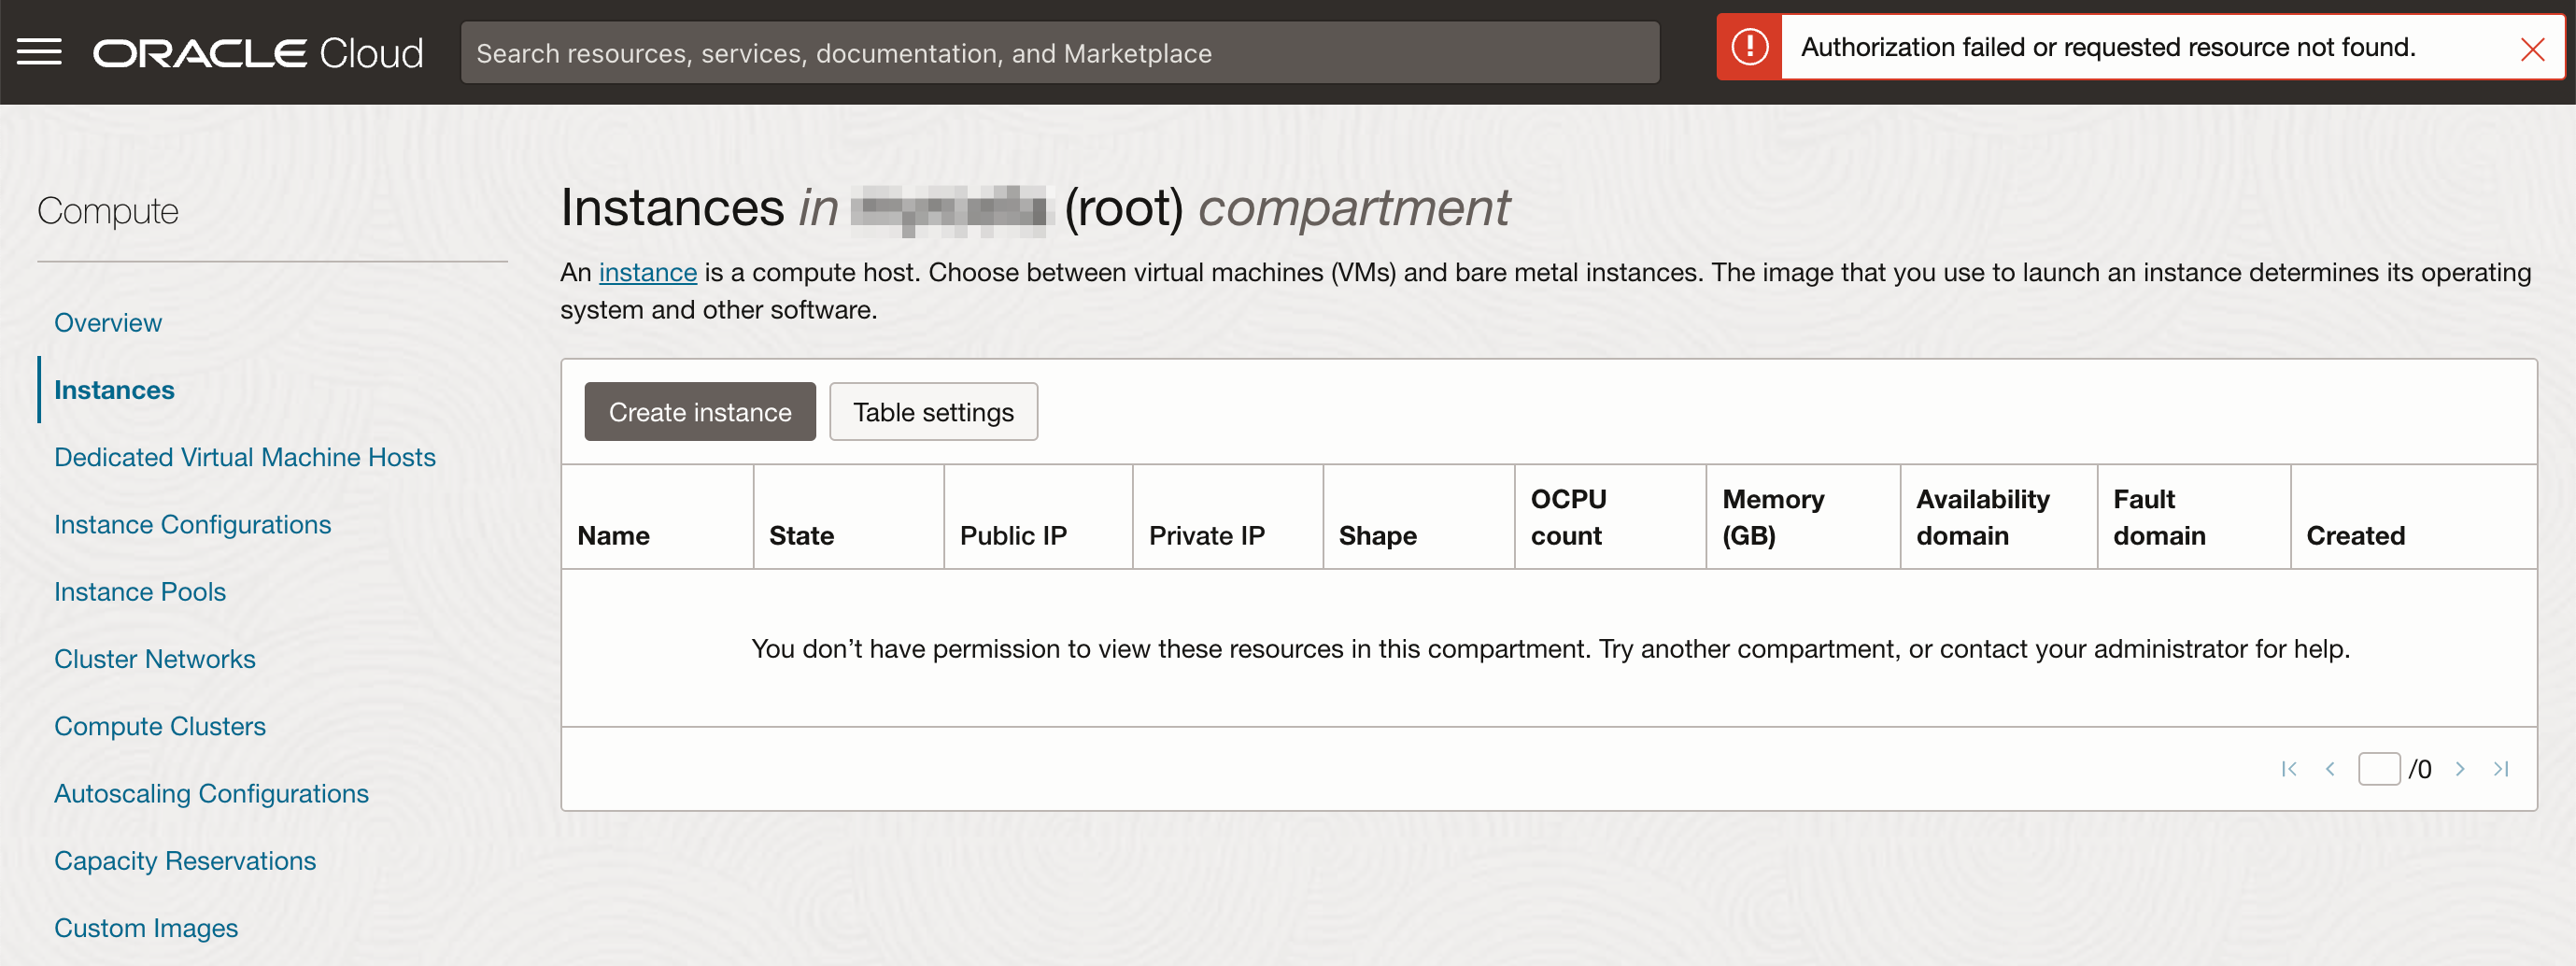 ORACLE Cloud
Search resources, services, documentation, and Marketplace
Authorization failed or requested resource not found.
Compute
Overview
Instances
Dedicated Virtual Machine Hosts
Instance Configurations
Instance Pools
Cluster Networks
Compute Clusters
Autoscaling Configurations
Capacity Reservations
Custom Images
Instances in (root) compartment
An instance is a compute host. Choose between virtual machines (VMs) and bare metal instances. The image that you use to launch an instance determines its operating
system and other software.
Create instance
Table settings
Name
State
Public IP
Private IP
Shape
OCPU
count
Memory
(GB)
Availability
domain
Fault
domain
Created
You don’t have permission to view these resources in this compartment. Try another compartment, or contact your administrator for help.
/0